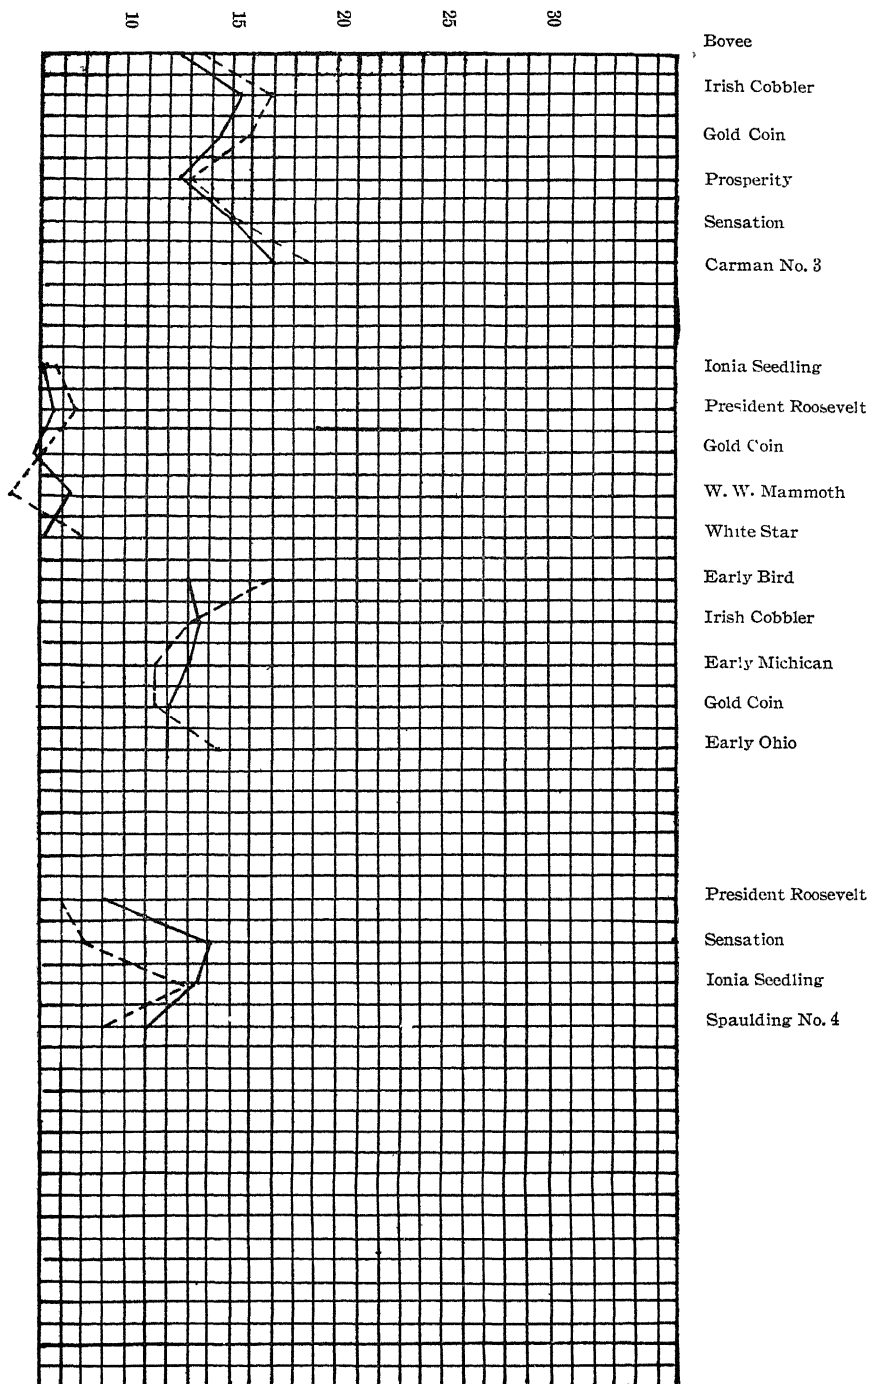 10 15 20 25 30
Bovee
Irish Cobbler
Gold Coin
Prosperity
Sensation
Carman No. 3
Ionia Seedling
President Roosevelt
Gold Coin
W. W. Mammoth
White Star
Early Bird
Irish Cobbler
Early Michican
Gold Coin
Early Ohio
President Roosevelt
Sensation
Ionia Seedling
Spaulding No. 4